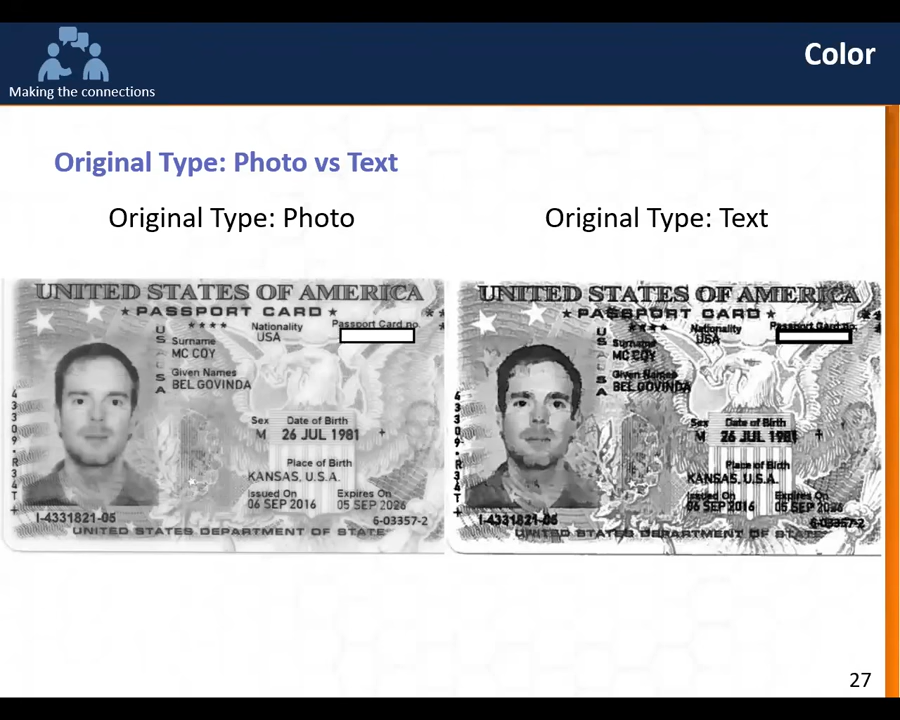 Making the connections
Color
Original Type: Photo vs Text
Original Type: Photo
UNITED STATES OF AMERICA
★ PASSPORT CARD ★
USA
★★★★
Nationality
USA
Passport Card no.
Surname
MC COY
Given Names
BEL GOVINDA
Sex
M
Date of Birth
26 JUL 1981
Place of Birth
KANSAS, U.S.A.
Issued On
06 SEP 2016
Expires On
05 SEP 2026
I-4331821-05
6-03357-2
UNITED STATES DEPARTMENT OF STATE
Original Type: Text
UNITED STATES OF AMERICA
★ PASSPORT CARD ★
USA
★★★★
Nationality
USA
Passport Card no.
Surname
MC COY
Given Names
BEL GOVINDA
Sex
M
Date of Birth
26 JUL 1981
Place of Birth
KANSAS, U.S.A.
Issued On
06 SEP 2016
Expires On
05 SEP 2026
I-4331821-05
6-03357-2
UNITED STATES DEPARTMENT OF STATE
27